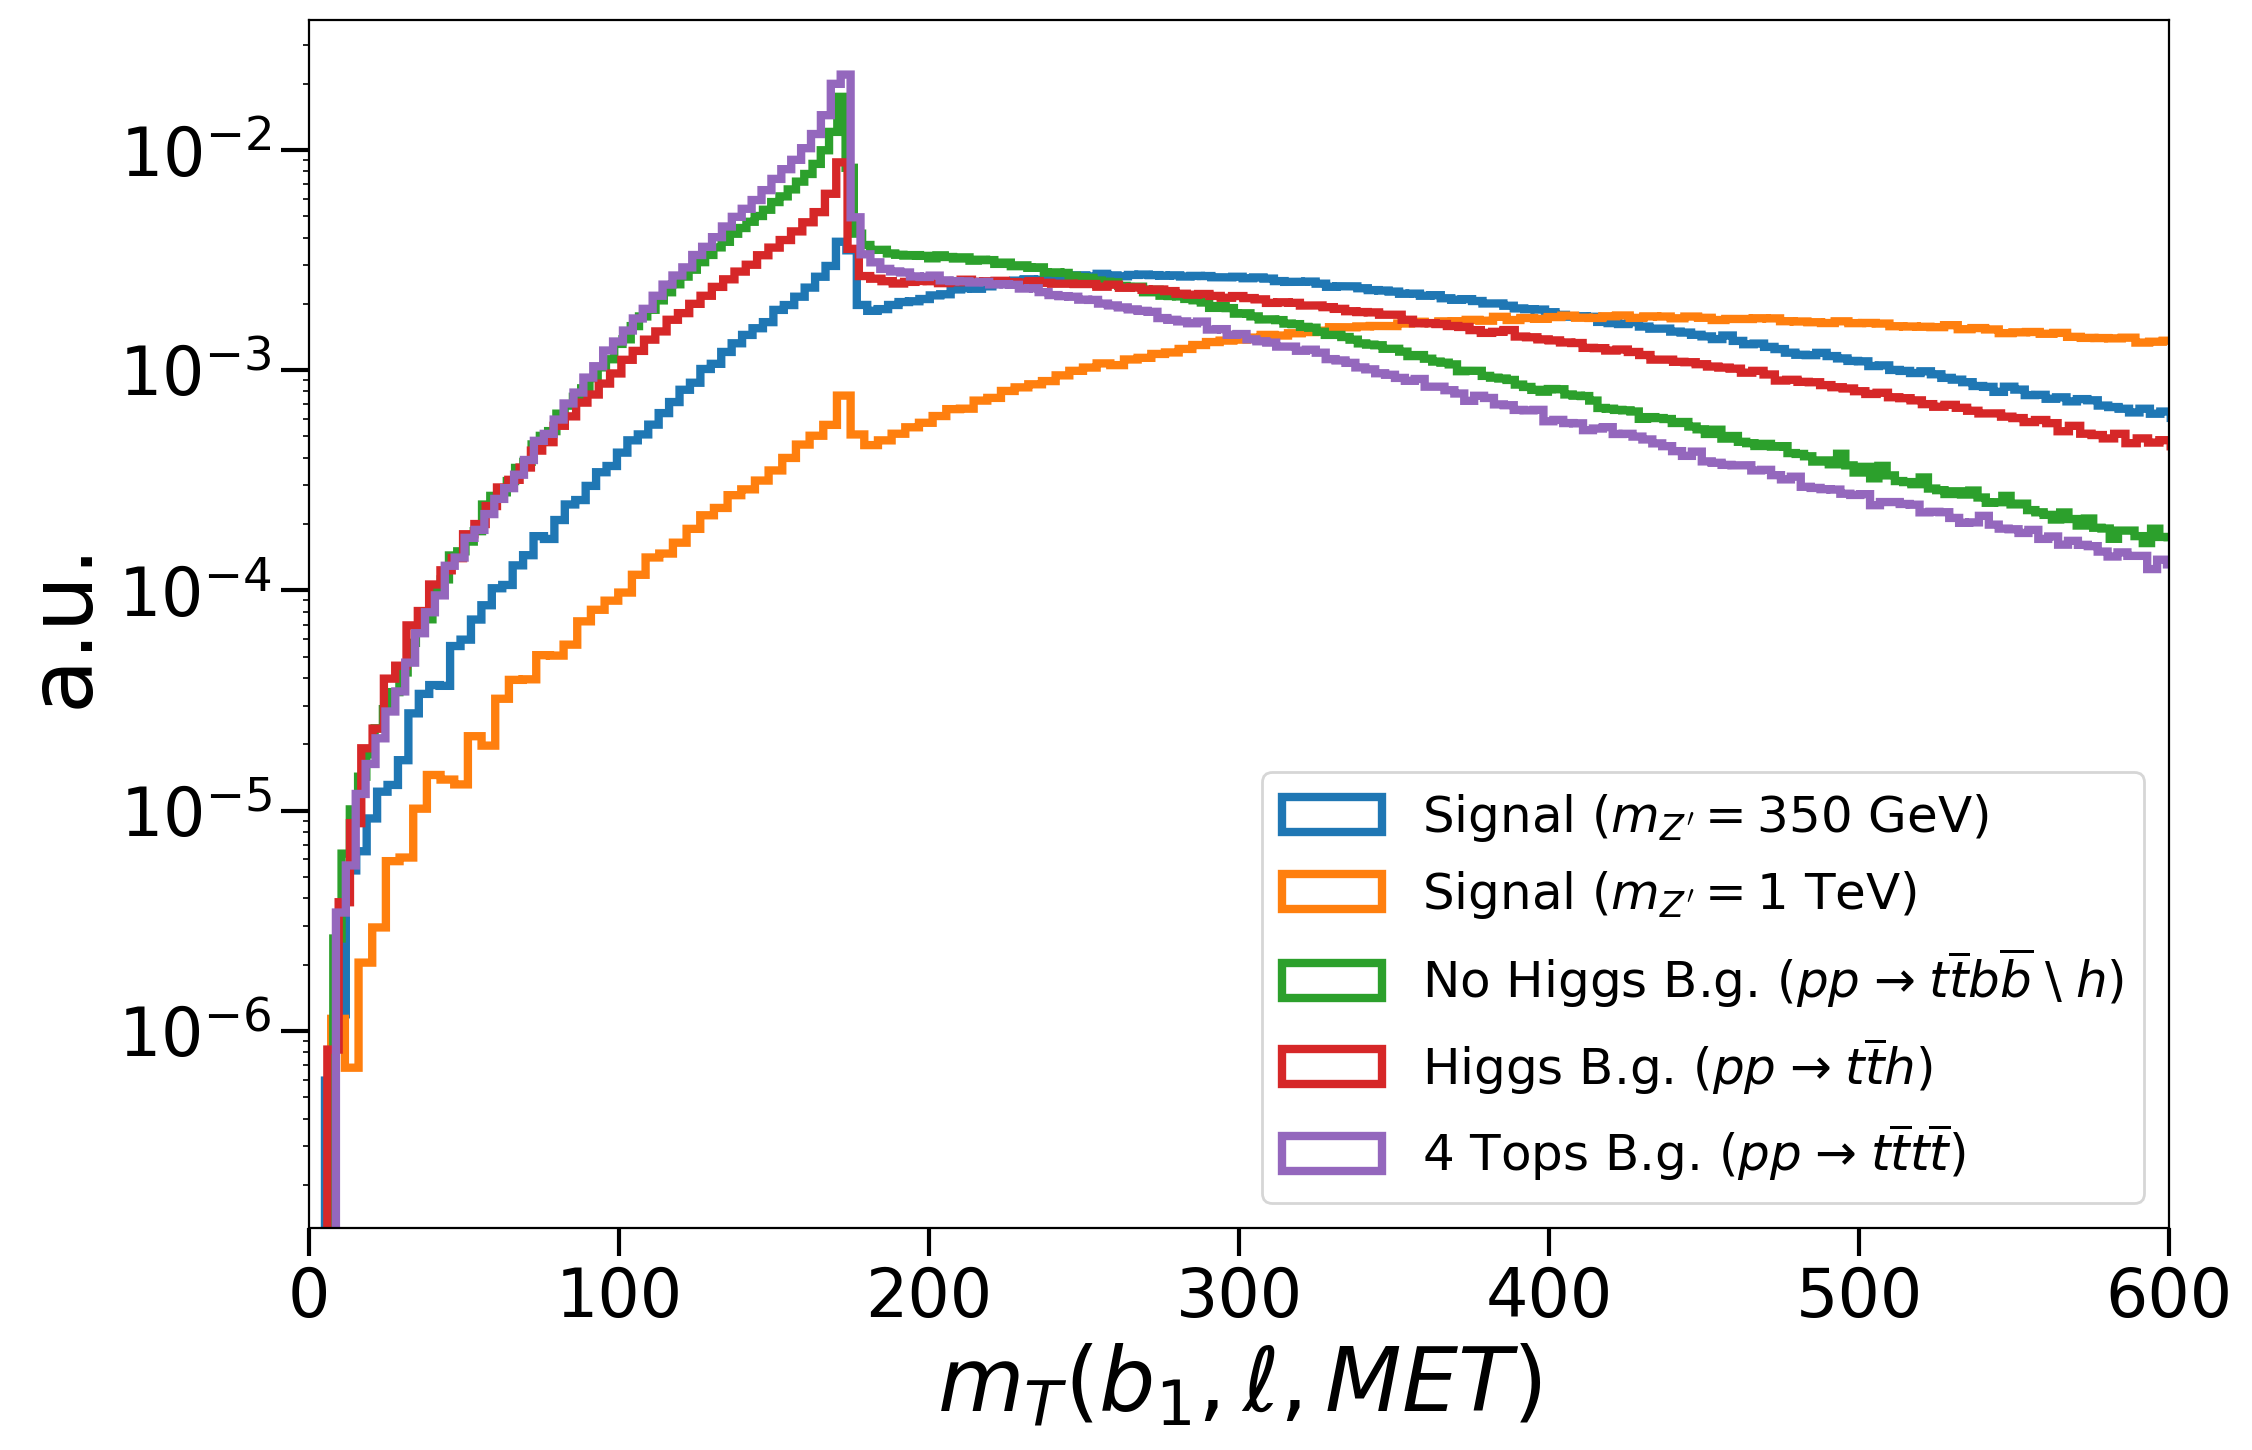 a.u.
10⁻²
10⁻³
10⁻⁴
10⁻⁵
10⁻⁶
0 100 200 300 400 500 600
m_T(b₁, ℓ, MET)
Signal (m_{Z′} = 350 GeV)
Signal (m_{Z′} = 1 TeV)
No Higgs B.g. (pp → tt̅bb̅ \ h)
Higgs B.g. (pp → tt̅h)
4 Tops B.g. (pp → tt̅tt̅)